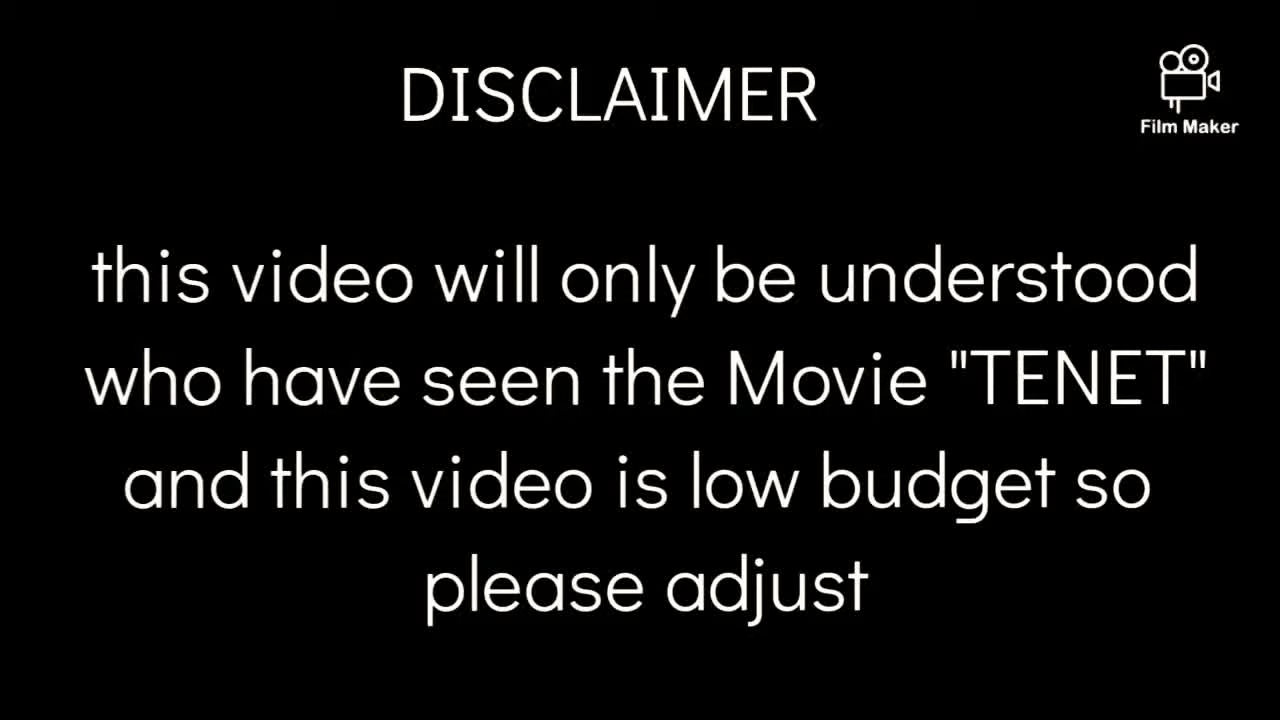 DISCLAIMER
Film Maker
this video will only be understood
who have seen the Movie "TENET"
and this video is low budget so
please adjust